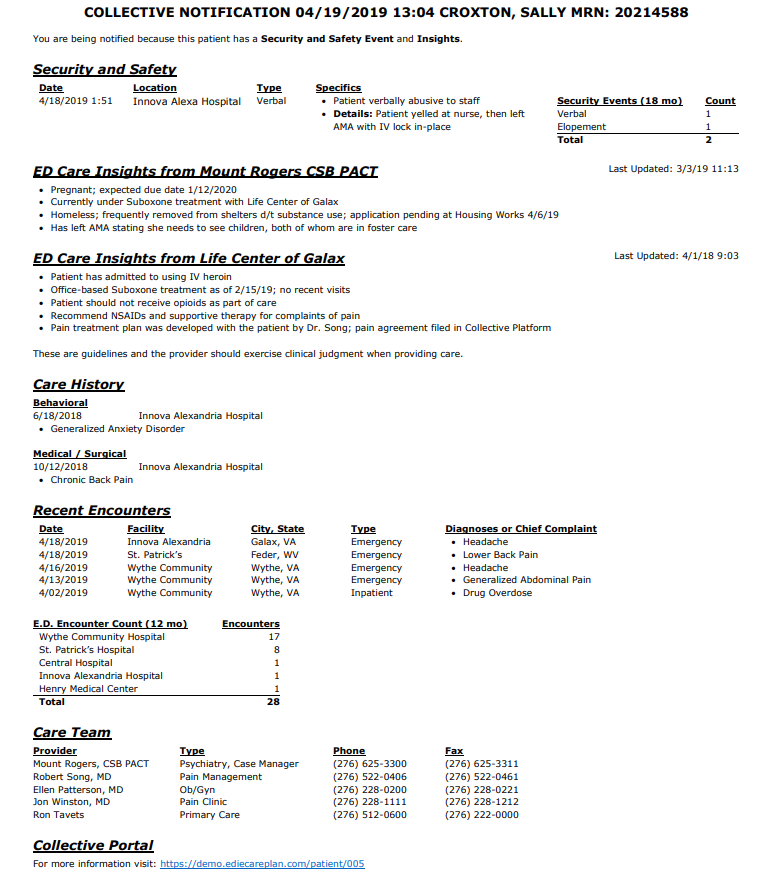 COLLECTIVE NOTIFICATION 04/19/2019 13:04 CROXTON, SALLY MRN: 20214588
You are being notified because this patient has a Security and Safety Event and Insights.
Security and Safety
Date Location Type Specifics
4/18/2019 1:51 Innova Alexa Hospital Verbal • Patient verbally abusive to staff
• Details: Patient yelled at nurse, then left
AMA with IV lock in-place
Security Events (18 mo) Count
Verbal 1
Elopement 1
Total 2
ED Care Insights from Mount Rogers CSB PACT Last Updated: 3/3/19 11:13
• Pregnant; expected due date 1/12/2020
• Currently under Suboxone treatment with Life Center of Galax
• Homeless; frequently removed from shelters d/t substance use; application pending at Housing Works 4/6/19
• Has left AMA stating she needs to see children, both of whom are in foster care
ED Care Insights from Life Center of Galax Last Updated: 4/1/18 9:03
• Patient has admitted to using IV heroin
• Office-based Suboxone treatment as of 2/15/19; no recent visits
• Patient should not receive opioids as part of care
• Recommend NSAIDs and supportive therapy for complaints of pain
• Pain treatment plan was developed with the patient by Dr. Song; pain agreement filed in Collective Platform
These are guidelines and the provider should exercise clinical judgment when providing care.
Care History
Behavioral
6/18/2018 Innova Alexandria Hospital
• Generalized Anxiety Disorder
Medical / Surgical
10/12/2018 Innova Alexandria Hospital
• Chronic Back Pain
Recent Encounters
Date Facility City, State Type Diagnoses or Chief Complaint
4/18/2019 Innova Alexandria Galax, VA Emergency • Headache
4/18/2019 St. Patrick's Feder, WV Emergency • Lower Back Pain
4/16/2019 Wythe Community Wythe, VA Emergency • Headache
4/13/2019 Wythe Community Wythe, VA Emergency • Generalized Abdominal Pain
4/02/2019 Wythe Community Wythe, VA Inpatient • Drug Overdose
E.D. Encounter Count (12 mo) Encounters
Wythe Community Hospital 17
St. Patrick's Hospital 8
Central Hospital 1
Innova Alexandria Hospital 1
Henry Medical Center 1
Total 28
Care Team
Provider Type Phone Fax
Mount Rogers, CSB PACT Psychiatry, Case Manager (276) 625-3300 (276) 625-3311
Robert Song, MD Pain Management (276) 522-0406 (276) 522-0461
Ellen Patterson, MD Ob/Gyn (276) 228-0200 (276) 228-0221
Jon Winston, MD Pain Clinic (276) 228-1111 (276) 228-1212
Ron Tavets Primary Care (276) 512-0600 (276) 222-0000
Collective Portal
For more information visit: https://demo.ediecareplan.com/patient/005